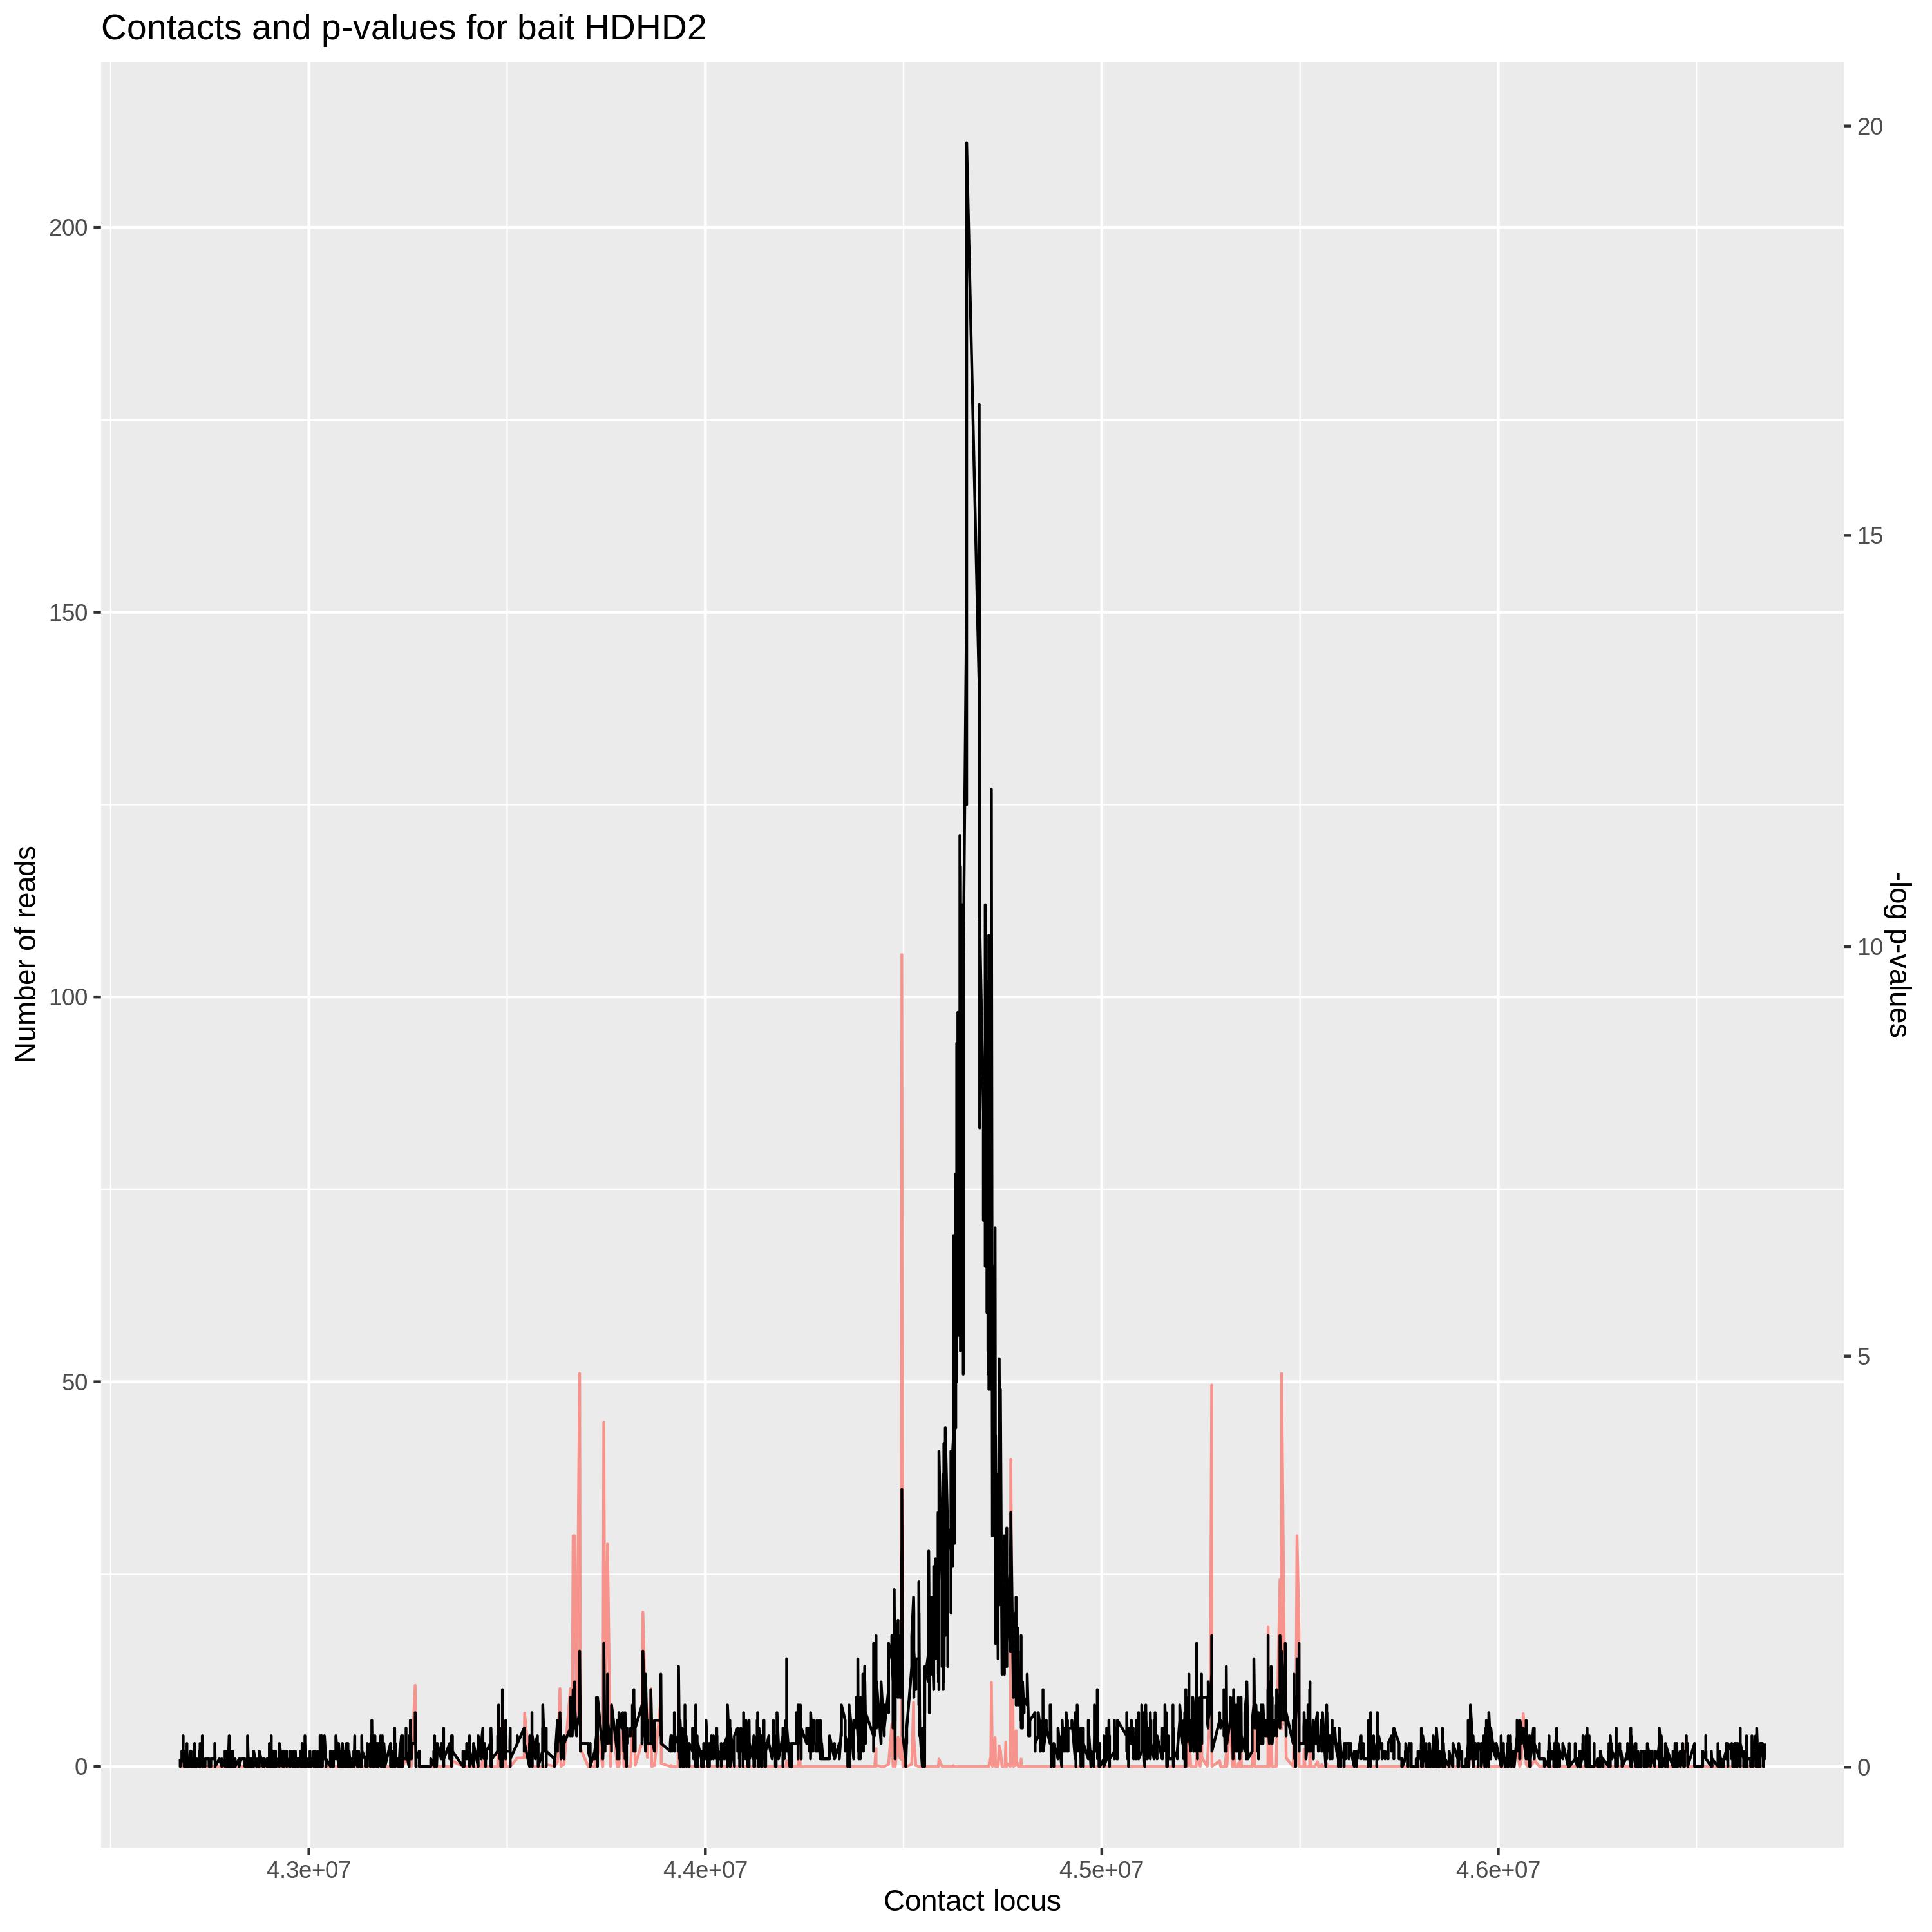 Contacts and p-values for bait HDHD2
200
150
100
50
0
20
15
10
5
0
Number of reads
-log p-values
4.3e+07
4.4e+07
4.5e+07
4.6e+07
Contact locus